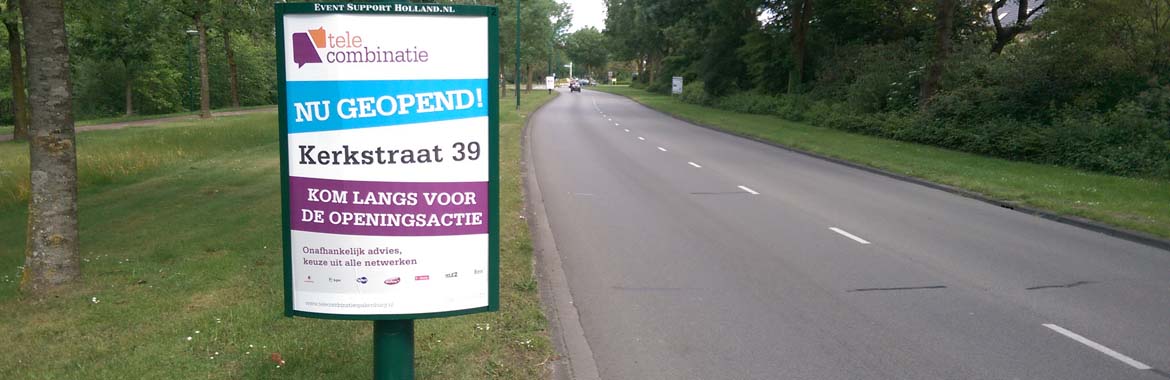 Event Support Holland.nl
tele
combinatie
NU GEOPEND!
Kerkstraat 39
KOM LANGS VOOR
DE OPENINGSACTIE
Onafhankelijk advies,
keuze uit alle netwerken